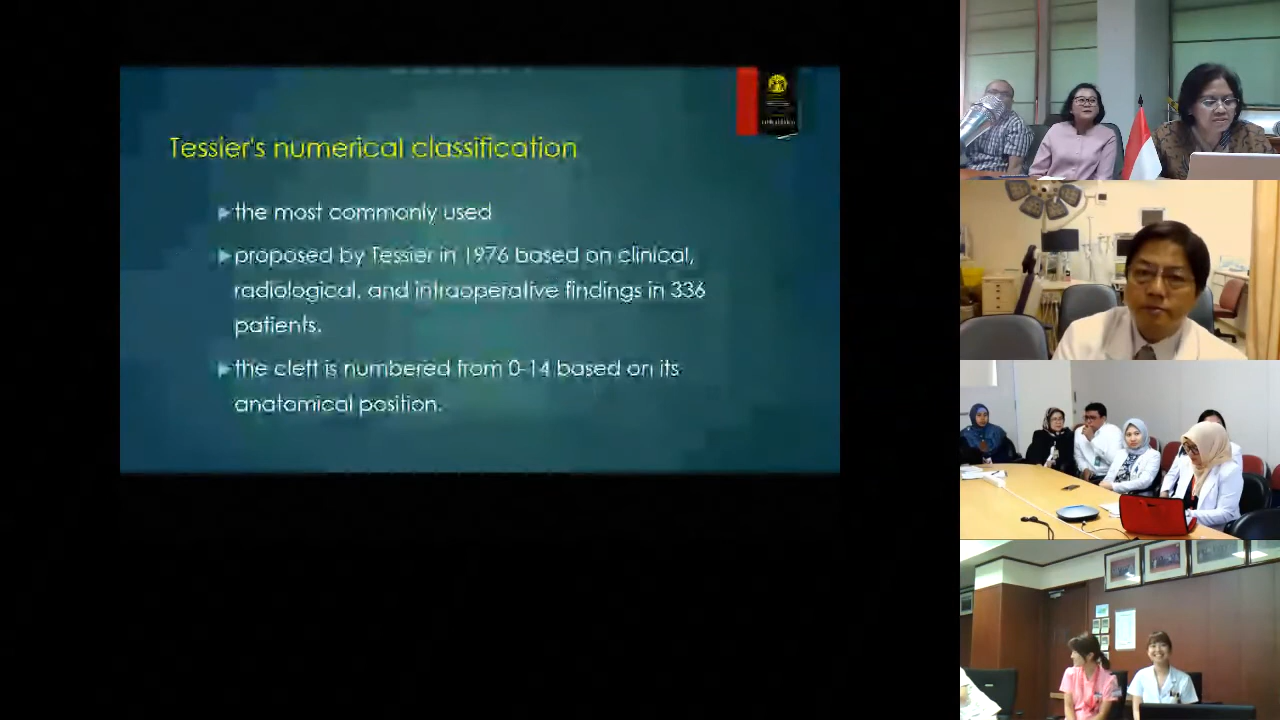 Tessier's numerical classification
the most commonly used
proposed by Tessier in 1976 based on clinical,
radiological, and intraoperative findings in 336
patients.
the cleft is numbered from 0-14 based on its
anatomical position.